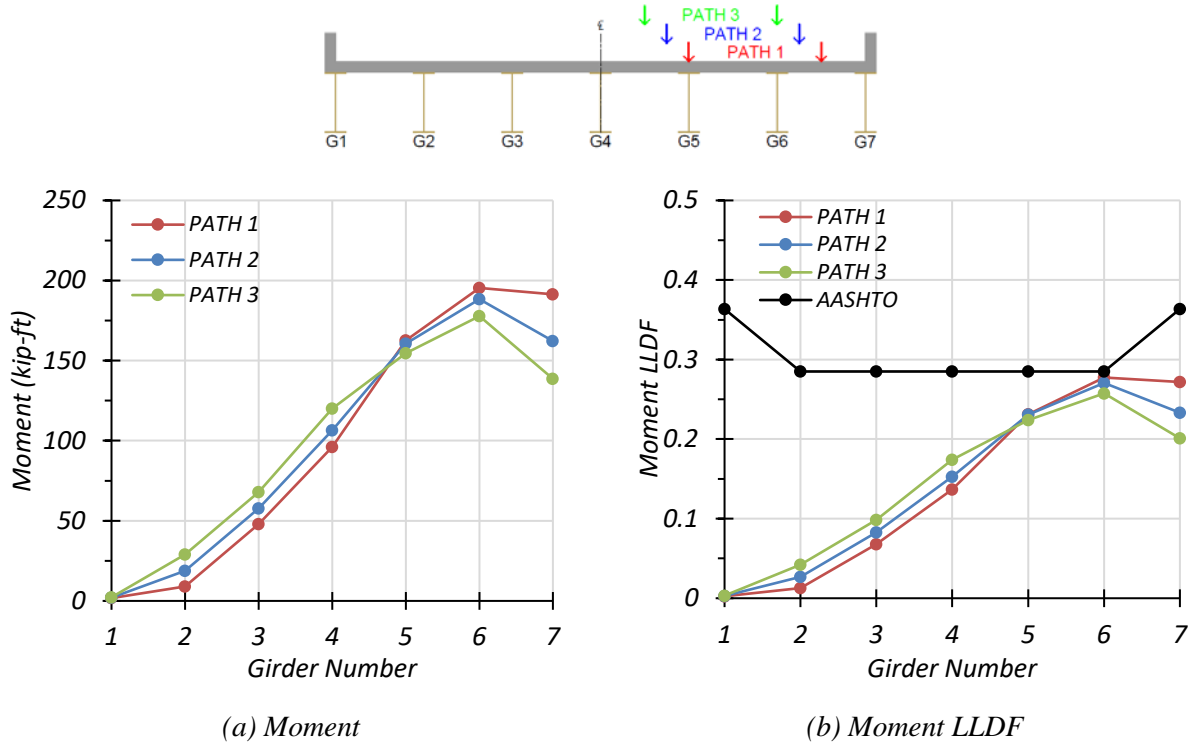 PATH 3
PATH 2
PATH 1
℄
G1 G2 G3 G4 G5 G6 G7
250
200
150
100
50
0
Moment (kip-ft)
PATH 1
PATH 2
PATH 3
1 2 3 4 5 6 7
Girder Number
(a) Moment
0.5
0.4
0.3
0.2
0.1
0
Moment LLDF
PATH 1
PATH 2
PATH 3
AASHTO
1 2 3 4 5 6 7
Girder Number
(b) Moment LLDF